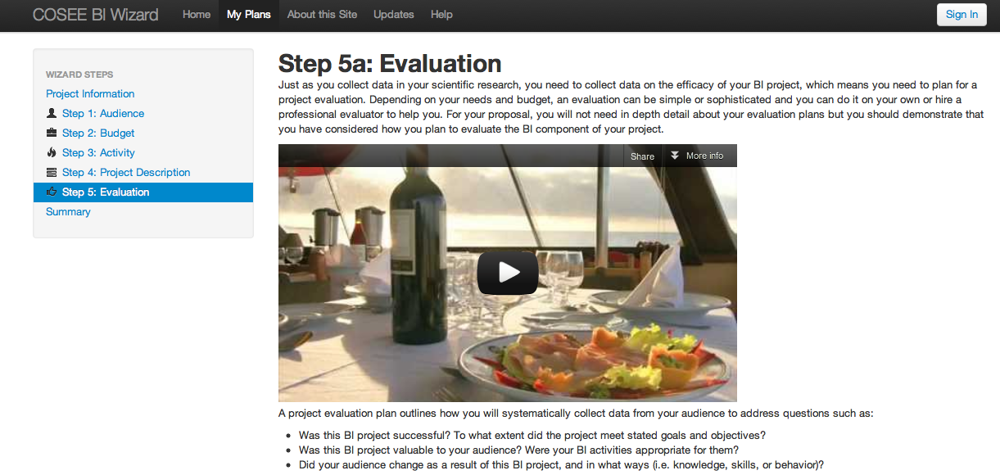 COSEE BI Wizard Home My Plans About this Site Updates Help Sign In
WIZARD STEPS
Project Information
Step 1: Audience
Step 2: Budget
Step 3: Activity
Step 4: Project Description
Step 5: Evaluation
Summary
Step 5a: Evaluation
Just as you collect data in your scientific research, you need to collect data on the efficacy of your BI project, which means you need to plan for a
project evaluation. Depending on your needs and budget, an evaluation can be simple or sophisticated and you can do it on your own or hire a
professional evaluator to help you. For your proposal, you will not need in depth detail about your evaluation plans but you should demonstrate that
you have considered how you plan to evaluate the BI component of your project.
Share More info
A project evaluation plan outlines how you will systematically collect data from your audience to address questions such as:
• Was this BI project successful? To what extent did the project meet stated goals and objectives?
• Was this BI project valuable to your audience? Were your BI activities appropriate for them?
• Did your audience change as a result of this BI project, and in what ways (i.e. knowledge, skills, or behavior)?